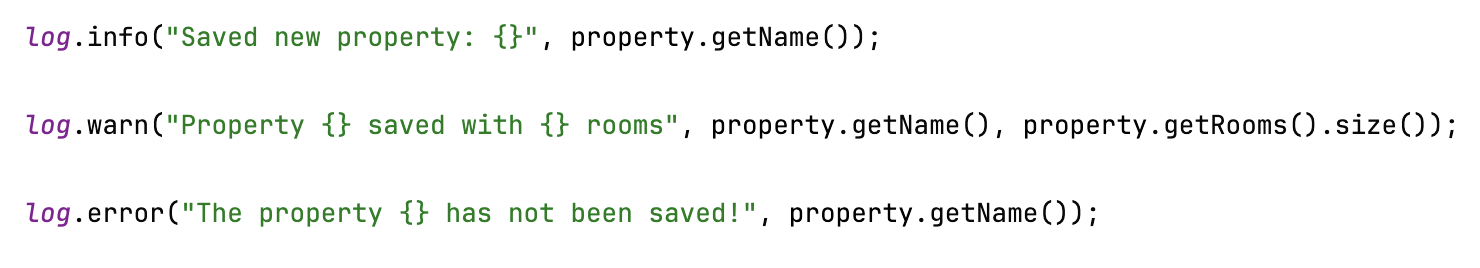 log.info("Saved new property: {}", property.getName());
log.warn("Property {} saved with {} rooms", property.getName(), property.getRooms().size());
log.error("The property {} has not been saved!", property.getName());